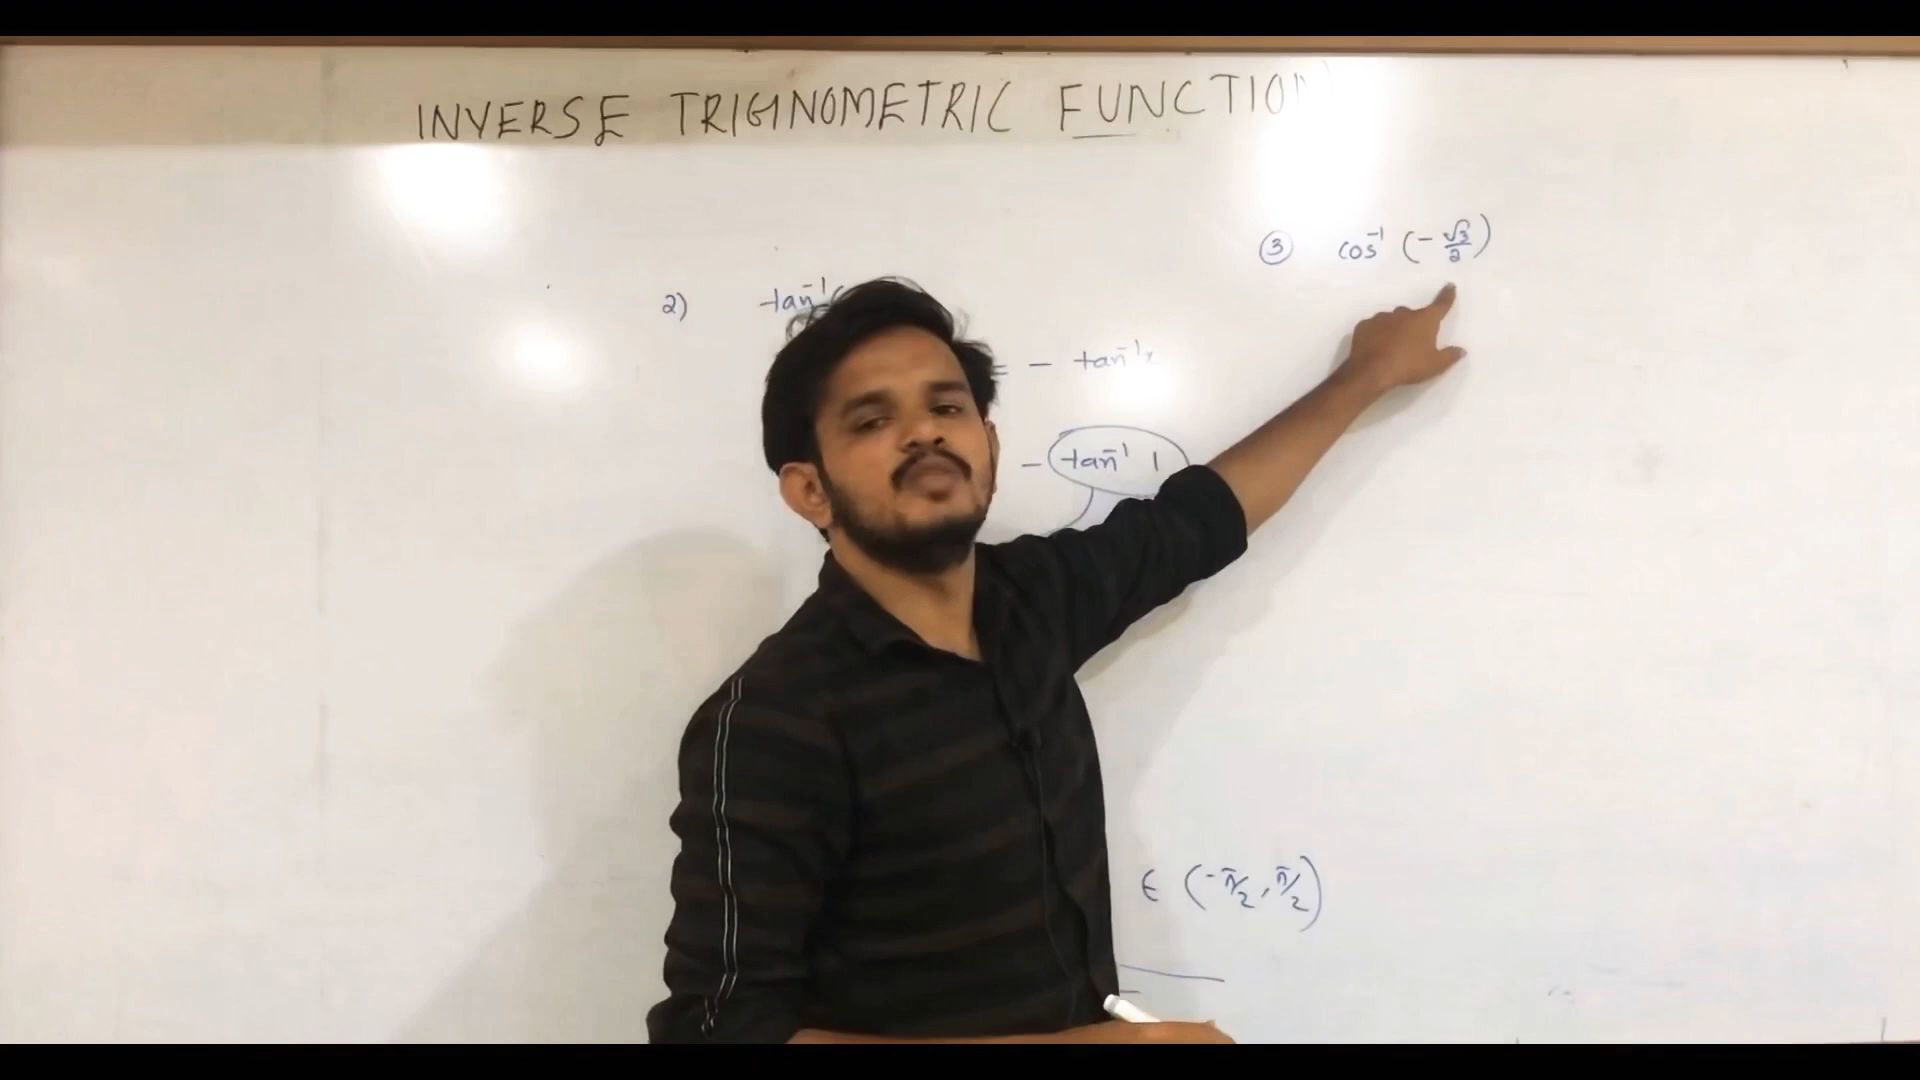 INVERSE TRIGNOMETRIC FUNCTION
2) tan⁻¹(
= - tan⁻¹x
- tan⁻¹ 1
∈ (-π/2, π/2)
③ cos⁻¹ (-√3/2)